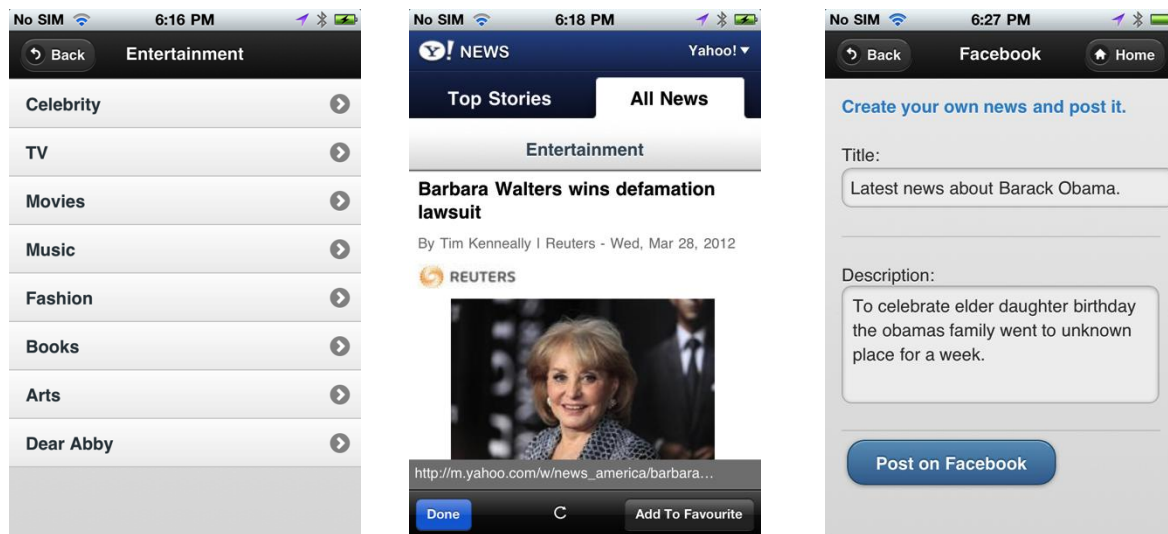 No SIM 6:16 PM
Back Entertainment
Celebrity
TV
Movies
Music
Fashion
Books
Arts
Dear Abby
No SIM 6:18 PM
Y! NEWS Yahoo! ▾
Top Stories All News
Entertainment
Barbara Walters wins defamation
lawsuit
By Tim Kenneally | Reuters - Wed, Mar 28, 2012
REUTERS
http://m.yahoo.com/w/news_america/barbara…
Done Add To Favourite
No SIM 6:27 PM
Back Facebook Home
Create your own news and post it.
Title:
Latest news about Barack Obama.
Description:
To celebrate elder daughter birthday
the obamas family went to unknown
place for a week.
Post on Facebook